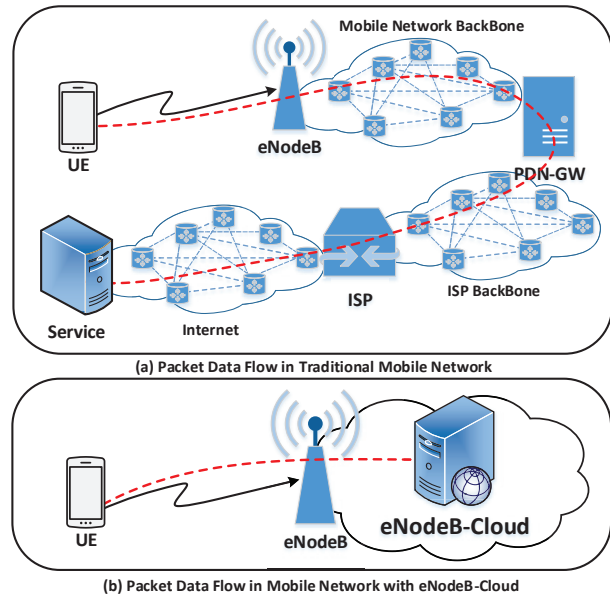 Mobile Network BackBone
UE
eNodeB
PDN-GW
Service
Internet
ISP
ISP BackBone
(a) Packet Data Flow in Traditional Mobile Network
UE
eNodeB
eNodeB-Cloud
(b) Packet Data Flow in Mobile Network with eNodeB-Cloud